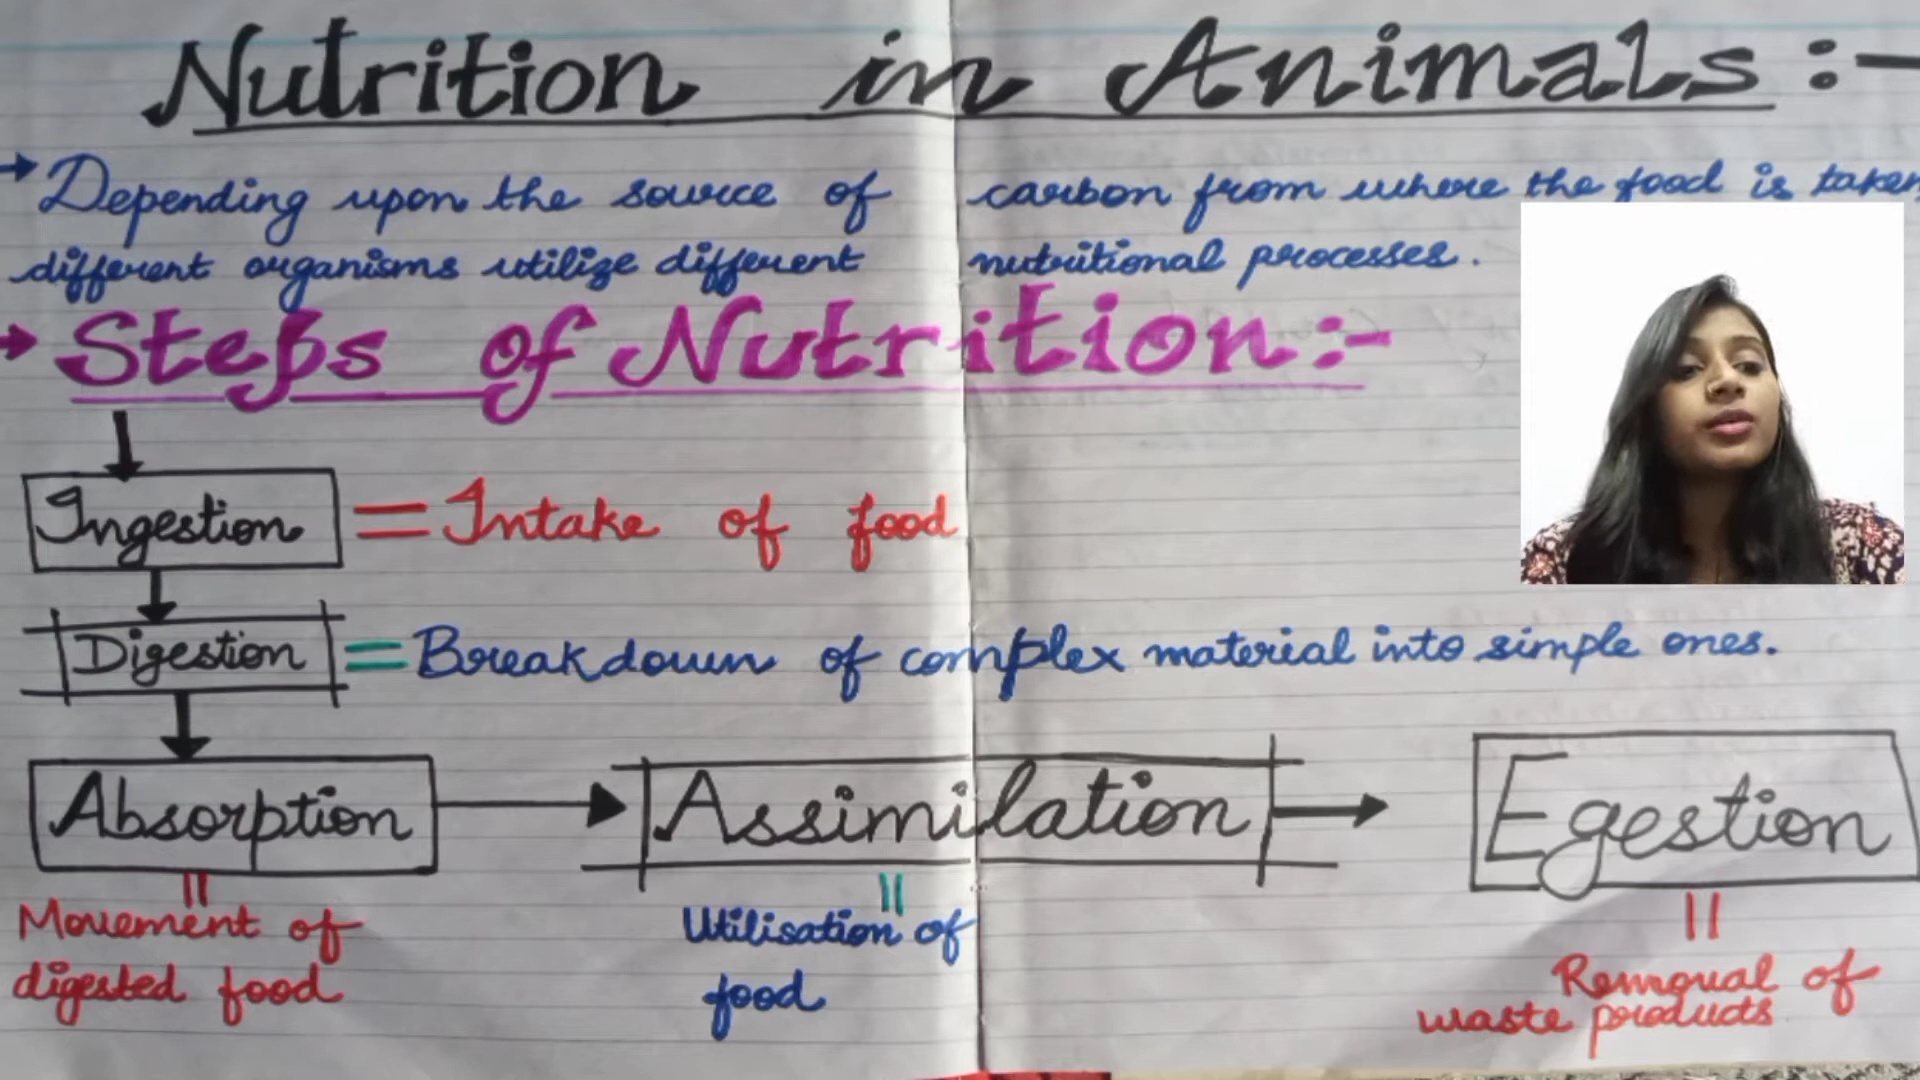 Nutrition in Animals :-
→ Depending upon the source of carbon from where the food is taken
different organisms utilize different nutritional processes.
→ Steps of Nutrition:-
Ingestion = Intake of food
Digestion = Breakdown of complex material into simple ones.
Absorption → Assimilation → Egestion
Movement of
digested food
Utilisation of
food
Removal of
waste products